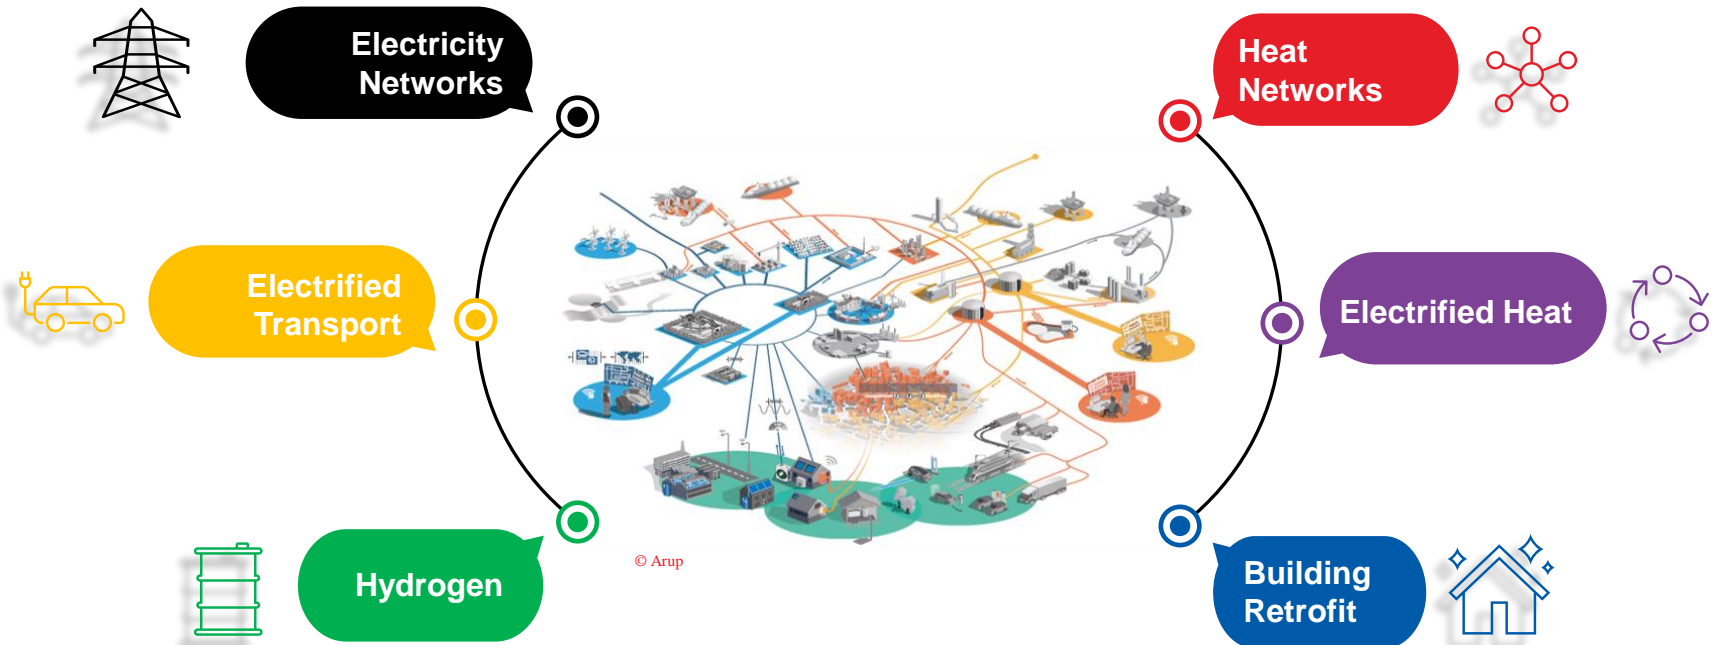 Electricity
Networks
Heat
Networks
Electrified
Transport
Electrified Heat
© Arup
Hydrogen
Building
Retrofit